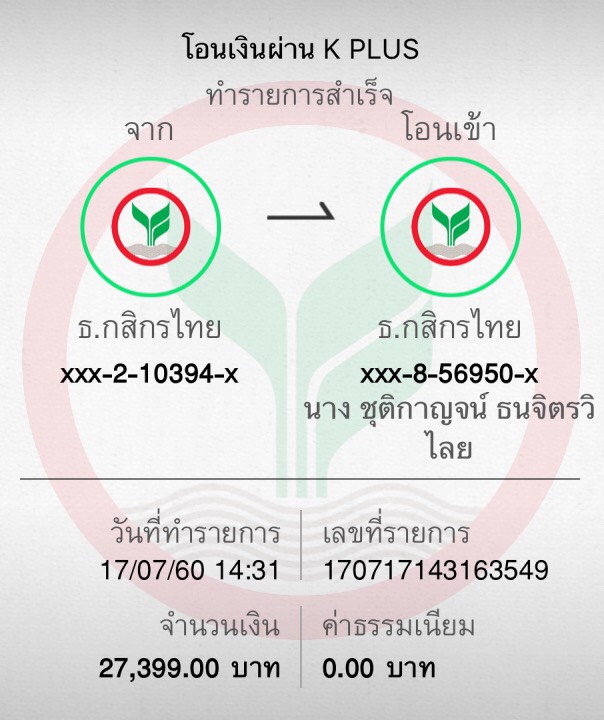 โอนเงินผ่าน K PLUS
ทำรายการสำเร็จ
จาก
โอนเข้า
ธ.กสิกรไทย
ธ.กสิกรไทย
xxx-2-10394-x
xxx-8-56950-x
นาง ชุติกาญจน์ ธนจิตรวิ
ไลย
วันที่ทำรายการ
เลขที่รายการ
17/07/60 14:31
170717143163549
จำนวนเงิน
ค่าธรรมเนียม
27,399.00 บาท
0.00 บาท